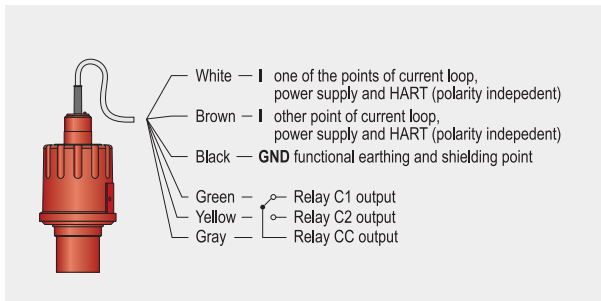 White — I one of the points of current loop,
power supply and HART (polarity indepedent)
Brown — I other point of current loop,
power supply and HART (polarity indepedent)
Black — GND functional earthing and shielding point
Green — Relay C1 output
Yellow — Relay C2 output
Gray — Relay CC output